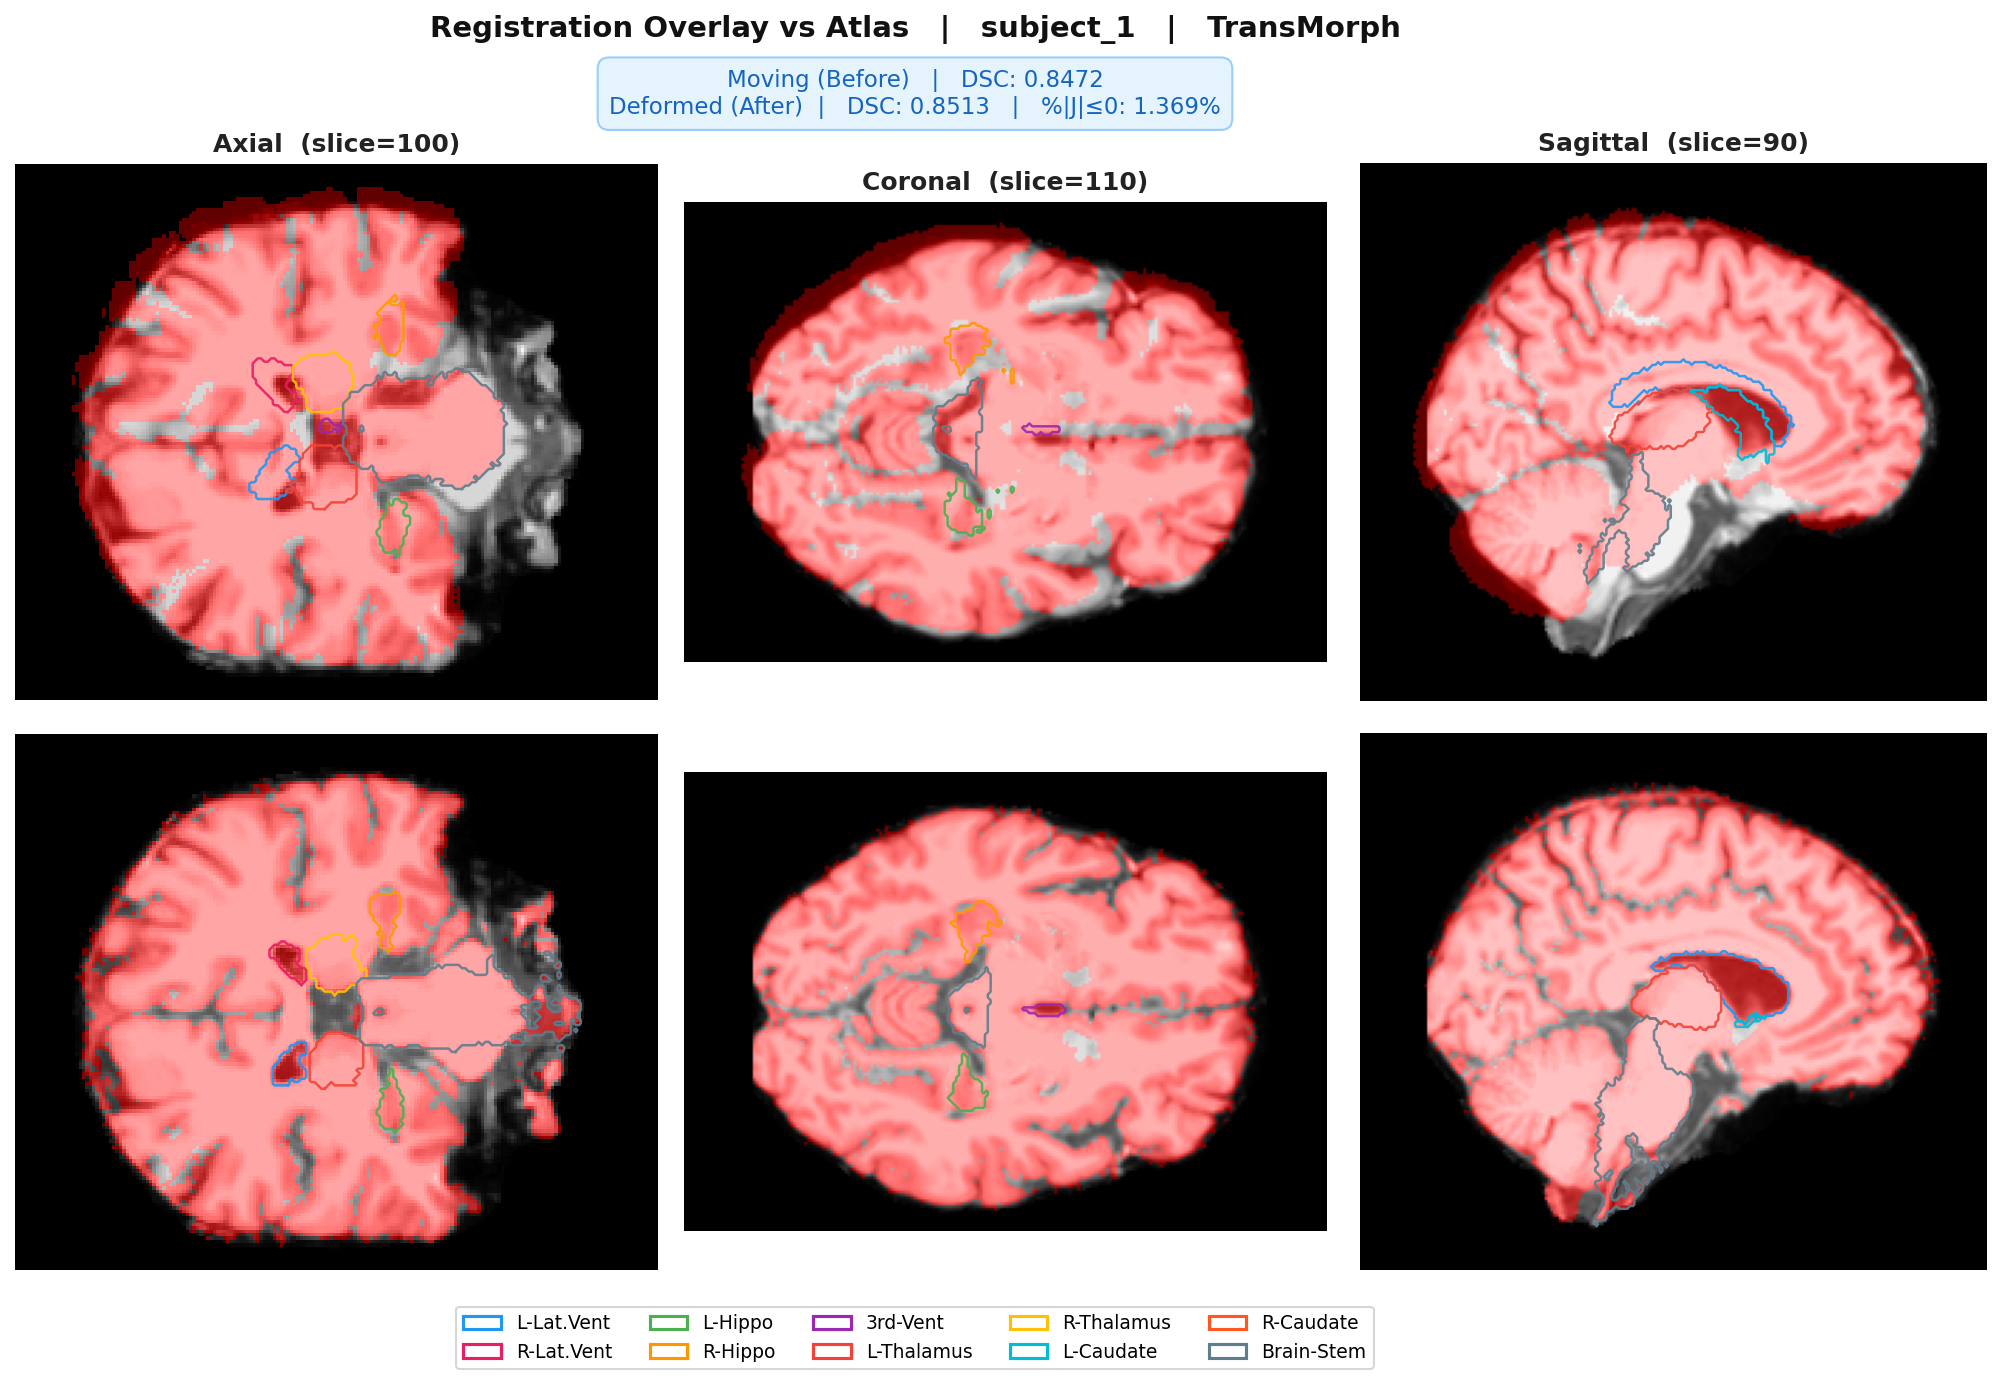 Registration Overlay vs Atlas | subject_1 | TransMorph
Moving (Before) | DSC: 0.8472
Deformed (After) | DSC: 0.8513 | %|J|≤0: 1.369%
Axial (slice=100)
Coronal (slice=110)
Sagittal (slice=90)
L-Lat.Vent
R-Lat.Vent
L-Hippo
R-Hippo
3rd-Vent
L-Thalamus
R-Thalamus
L-Caudate
R-Caudate
Brain-Stem